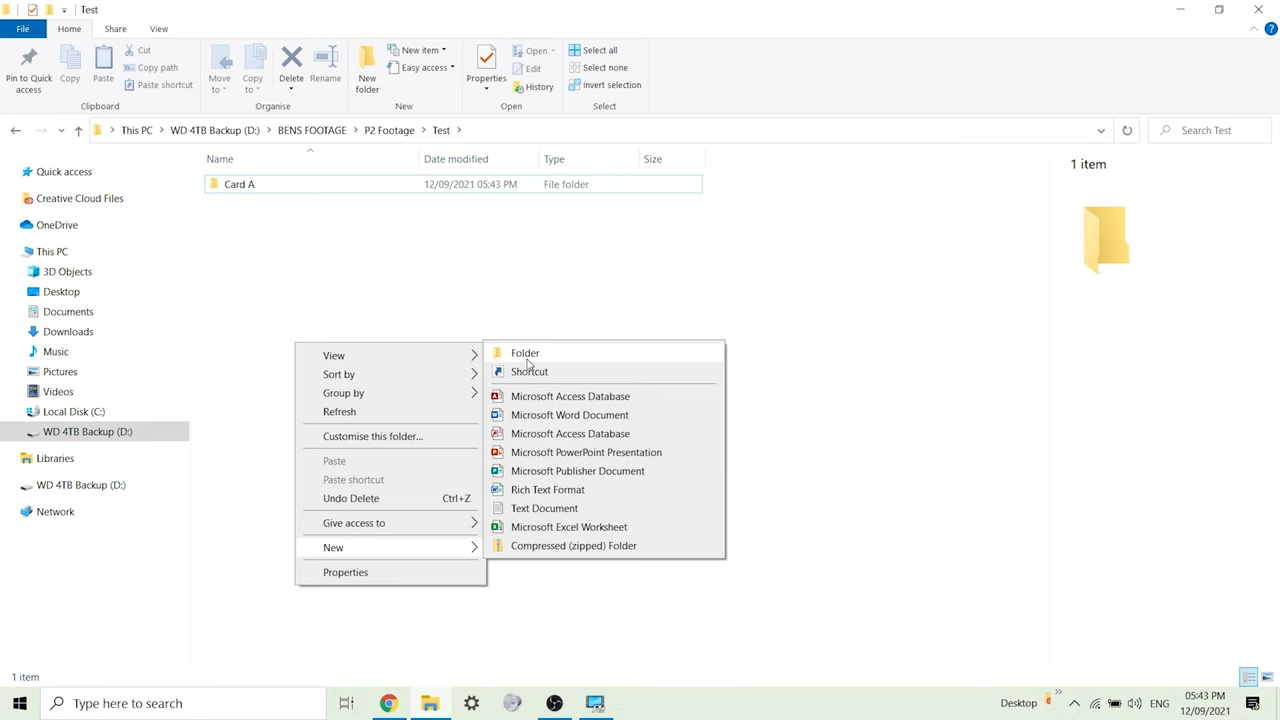 Test
File Home Share View
Pin to Quick access
Copy
Paste
Cut
Copy path
Paste shortcut
Clipboard
Move to
Copy to
Delete
Rename
Organise
New folder
New item
Easy access
New
Properties
Open
Edit
History
Open
Select all
Select none
Invert selection
Select
This PC WD 4TB Backup (D:) BENS FOOTAGE P2 Footage Test
Search Test
Quick access
Creative Cloud Files
OneDrive
This PC
3D Objects
Desktop
Documents
Downloads
Music
Pictures
Videos
Local Disk (C:)
WD 4TB Backup (D:)
Libraries
WD 4TB Backup (D:)
Network
Name Date modified Type Size
Card A 12/09/2021 05:43 PM File folder
1 item
View
Sort by
Group by
Refresh
Customise this folder...
Paste
Paste shortcut
Undo Delete Ctrl+Z
Give access to
New
Properties
Folder
Shortcut
Microsoft Access Database
Microsoft Word Document
Microsoft Access Database
Microsoft PowerPoint Presentation
Microsoft Publisher Document
Rich Text Format
Text Document
Microsoft Excel Worksheet
Compressed (zipped) Folder
1 item
Type here to search
Desktop
ENG
05:43 PM
12/09/2021